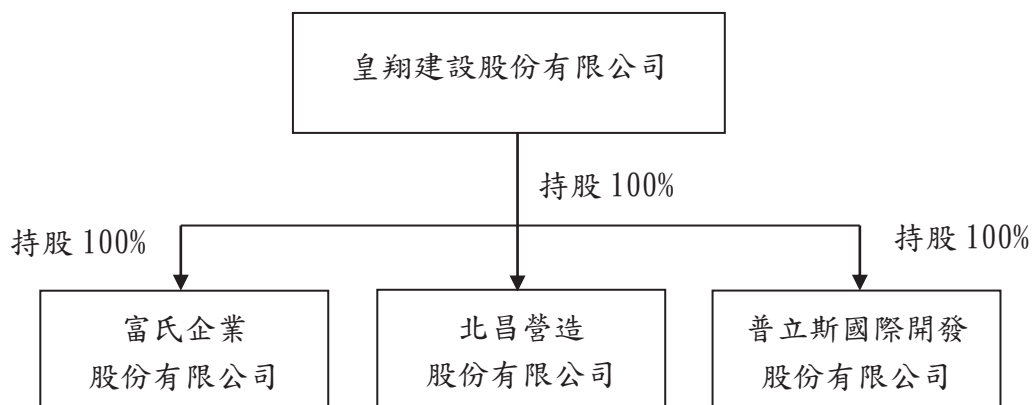 皇翔建設股份有限公司
持股 100%
持股 100%
持股 100%
富氏企業
股份有限公司
北昌營造
股份有限公司
普立斯國際開發
股份有限公司